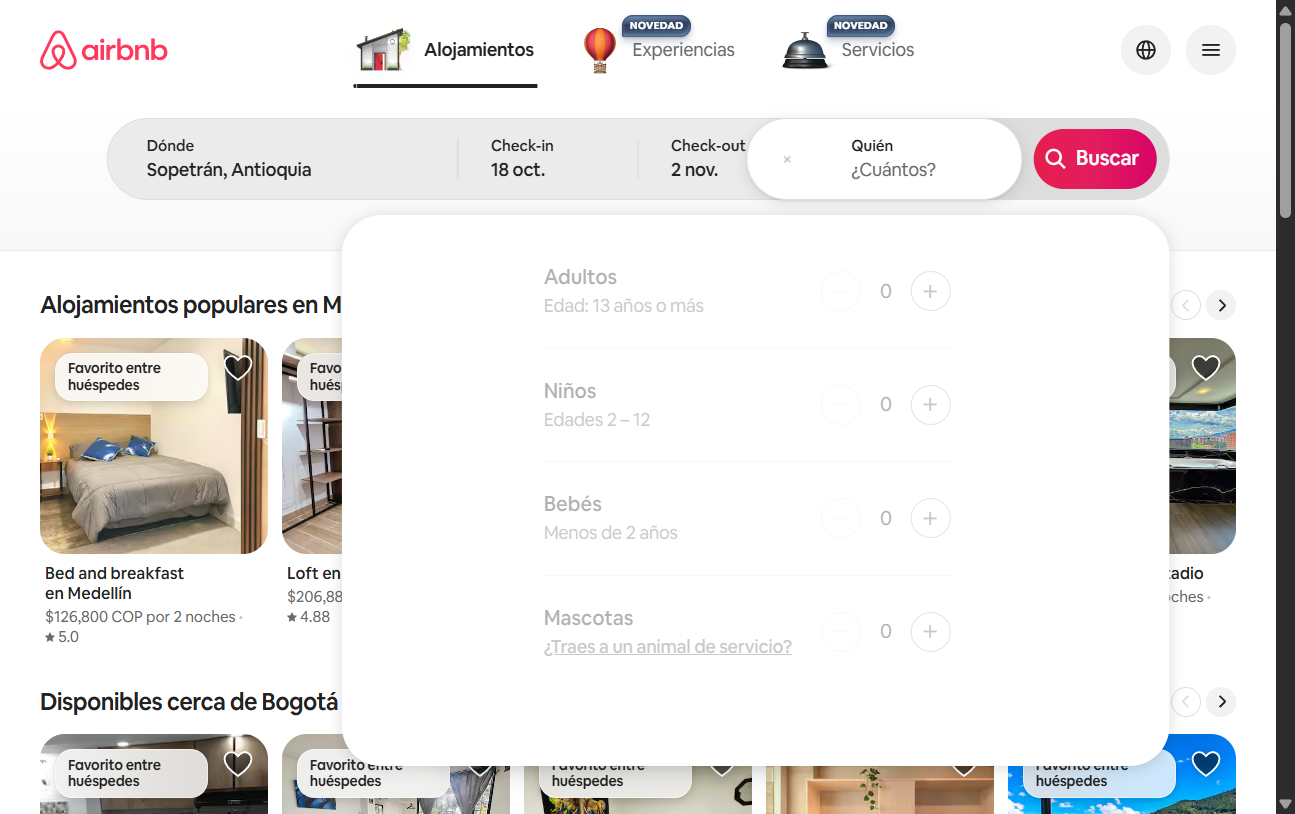 airbnb
Alojamientos
NOVEDAD
Experiencias
NOVEDAD
Servicios
Dónde
Sopetrán, Antioquia
Check-in
18 oct.
Check-out
2 nov.
×
Quién
¿Cuántos?
Buscar
Adultos
Edad: 13 años o más
0
Niños
Edades 2 – 12
0
Bebés
Menos de 2 años
0
Mascotas
¿Traes a un animal de servicio?
0
Alojamientos populares en M
Favorito entre
huéspedes
Favo
hués
Bed and breakfast
en Medellín
$126,800 COP por 2 noches ·
★ 5.0
Loft en
$206,88
★ 4.88
tadio
oches ·
Disponibles cerca de Bogotá
Favorito entre
huéspedes
Favorito entre
huéspedes
Favorito entre
huéspedes
Favorito entre
huéspedes